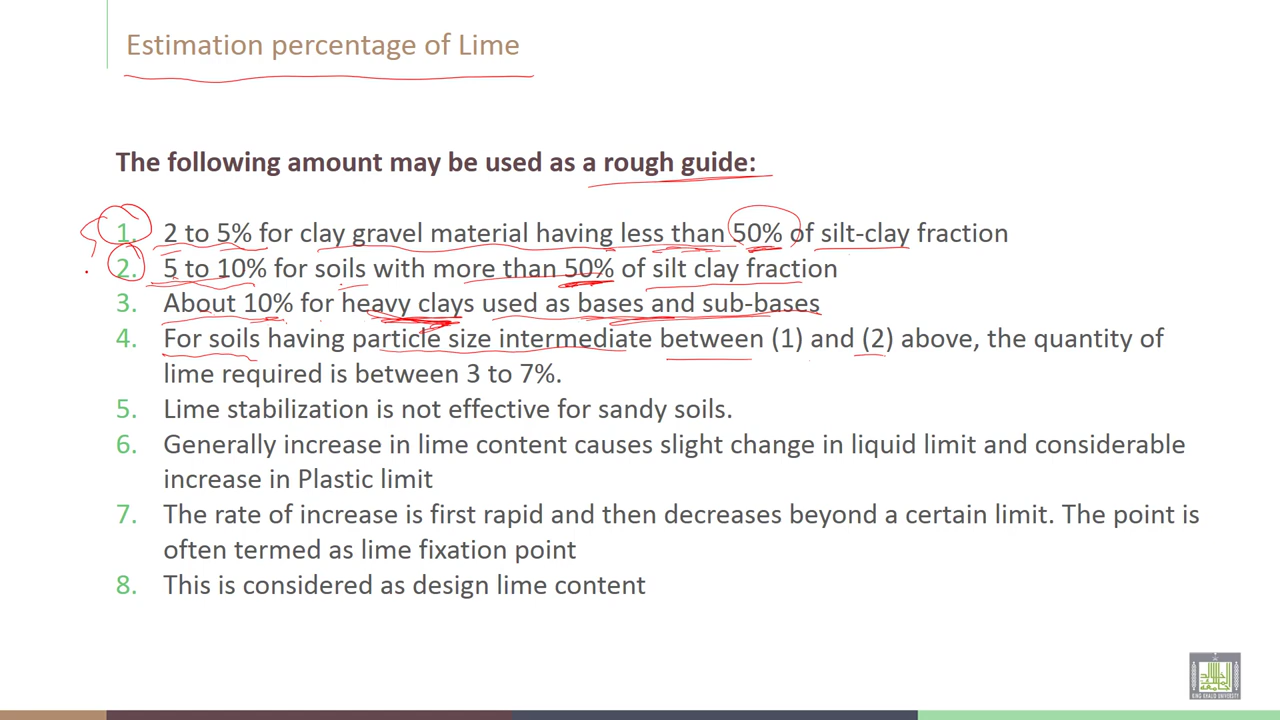 Estimation percentage of Lime
The following amount may be used as a rough guide:
1. 2 to 5% for clay gravel material having less than 50% of silt-clay fraction
2. 5 to 10% for soils with more than 50% of silt clay fraction
3. About 10% for heavy clays used as bases and sub-bases
4. For soils having particle size intermediate between (1) and (2) above, the quantity of
lime required is between 3 to 7%.
5. Lime stabilization is not effective for sandy soils.
6. Generally increase in lime content causes slight change in liquid limit and considerable
increase in Plastic limit
7. The rate of increase is first rapid and then decreases beyond a certain limit. The point is
often termed as lime fixation point
8. This is considered as design lime content
KING KHALID UNIVERSITY